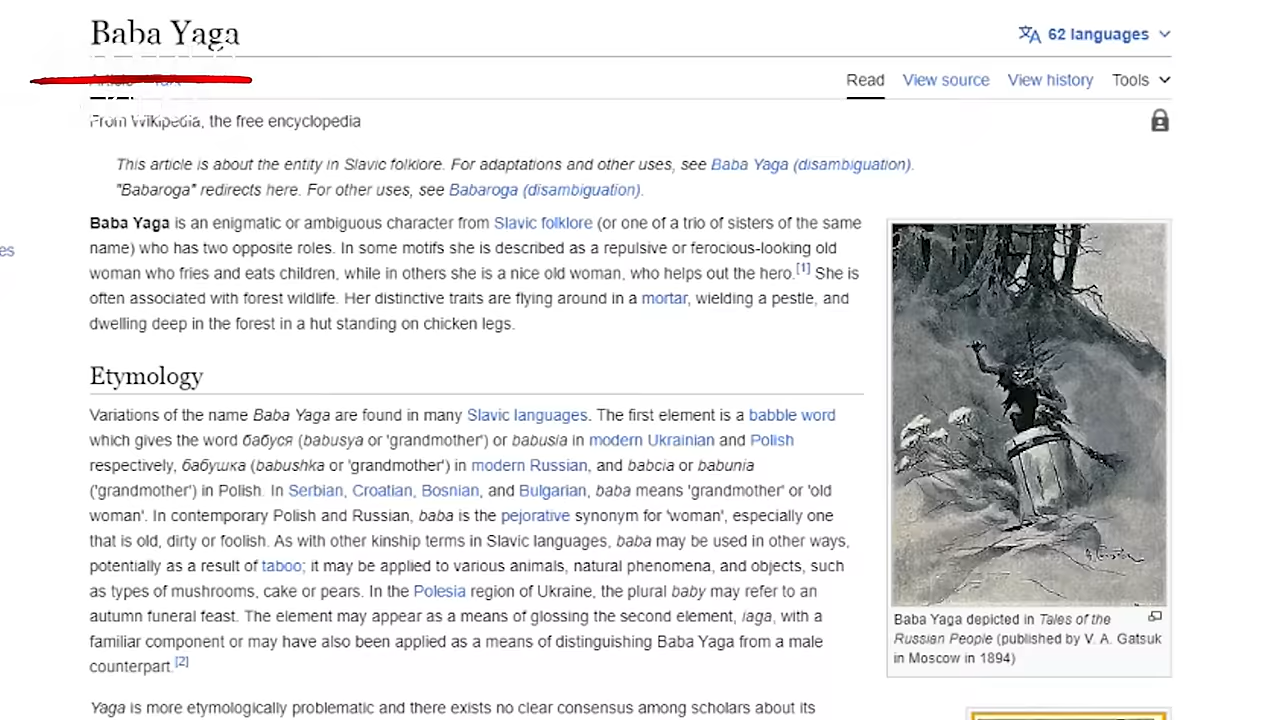 Baba Yaga
62 languages
Article Talk
Read View source View history Tools
From Wikipedia, the free encyclopedia
This article is about the entity in Slavic folklore. For adaptations and other uses, see Baba Yaga (disambiguation).
"Babaroga" redirects here. For other uses, see Babaroga (disambiguation).
es
Baba Yaga is an enigmatic or ambiguous character from Slavic folklore (or one of a trio of sisters of the same
name) who has two opposite roles. In some motifs she is described as a repulsive or ferocious-looking old
woman who fries and eats children, while in others she is a nice old woman, who helps out the hero.[1] She is
often associated with forest wildlife. Her distinctive traits are flying around in a mortar, wielding a pestle, and
dwelling deep in the forest in a hut standing on chicken legs.
Etymology
Variations of the name Baba Yaga are found in many Slavic languages. The first element is a babble word
which gives the word бабуся (babusya or 'grandmother') or babusia in modern Ukrainian and Polish
respectively, бабушка (babushka or 'grandmother') in modern Russian, and babcia or babunia
('grandmother') in Polish. In Serbian, Croatian, Bosnian, and Bulgarian, baba means 'grandmother' or 'old
woman'. In contemporary Polish and Russian, baba is the pejorative synonym for 'woman', especially one
that is old, dirty or foolish. As with other kinship terms in Slavic languages, baba may be used in other ways,
potentially as a result of taboo; it may be applied to various animals, natural phenomena, and objects, such
as types of mushrooms, cake or pears. In the Polesia region of Ukraine, the plural baby may refer to an
autumn funeral feast. The element may appear as a means of glossing the second element, iaga, with a
familiar component or may have also been applied as a means of distinguishing Baba Yaga from a male
counterpart.[2]
Yaga is more etymologically problematic and there exists no clear consensus among scholars about its
Baba Yaga depicted in Tales of the
Russian People (published by V. A. Gatsuk
in Moscow in 1894)